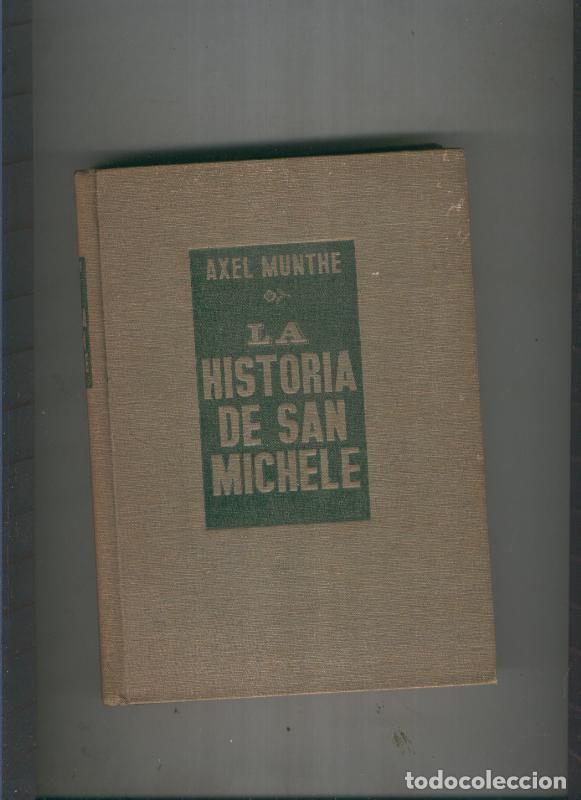 AXEL MUNTHE
LA
HISTORIA
DE SAN
MICHELE
todocoleccion